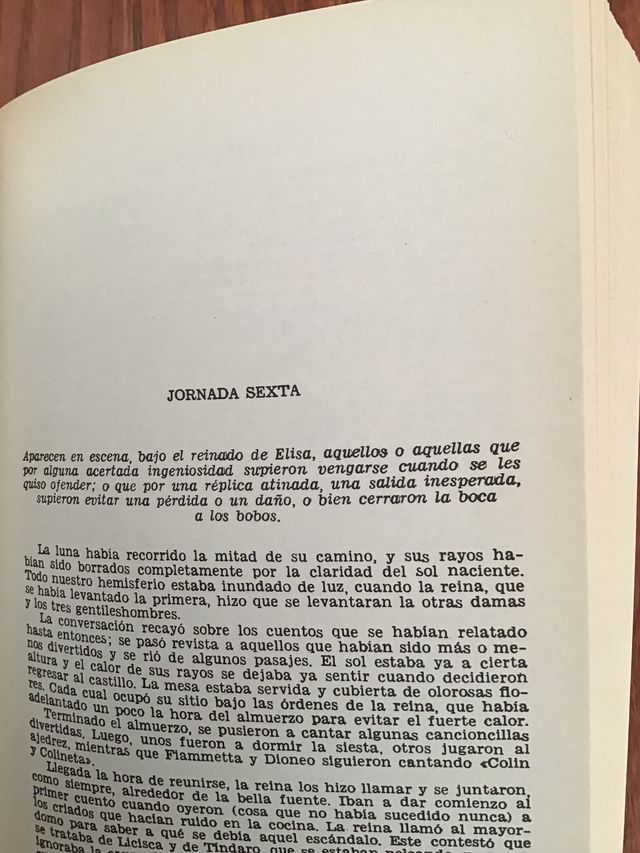 JORNADA SEXTA
Aparecen en escena, bajo el reinado de Elisa, aquellos o aquellas que
por alguna acertada ingeniosidad supieron vengarse cuando se les
quiso ofender; o que por una réplica atinada, una salida inesperada,
supieron evitar una pérdida o un daño, o bien cerraron la boca
a los bobos.
La luna había recorrido la mitad de su camino, y sus rayos ha-
bían sido borrados completamente por la claridad del sol naciente.
Todo nuestro hemisferio estaba inundado de luz, cuando la reina, que
se había levantado la primera, hizo que se levantaran la otras damas
y los tres gentileshombres.
La conversación recayó sobre los cuentos que se habían relatado
hasta entonces; se pasó revista a aquellos que habían sido más o me-
nos divertidos y se rió de algunos pasajes. El sol estaba ya a cierta
altura y el calor de sus rayos se dejaba ya sentir cuando decidieron
regresar al castillo. La mesa estaba servida y cubierta de olorosas flo-
res. Cada cual ocupó su sitio bajo las órdenes de la reina, que había
adelantado un poco la hora del almuerzo para evitar el fuerte calor.
Terminado el almuerzo, se pusieron a cantar algunas cancioncillas
divertidas, Luego, unos fueron a dormir la siesta, otros jugaron al
ajedrez, mientras que Fiammetta y Dioneo siguieron cantando «Colin
y Colineta».
Llegada la hora de reunirse, la reina los hizo llamar y se juntaron,
como siempre, alrededor de la bella fuente. Iban a dar comienzo al
primer cuento cuando oyeron (cosa que no había sucedido nunca) a
los criados que hacían ruido en la cocina. La reina llamó al mayor-
domo para saber a qué se debía aquel escándalo. Este contestó que
se trataba de Licisca y de Tíndaro, que se estaban
ignoraba la